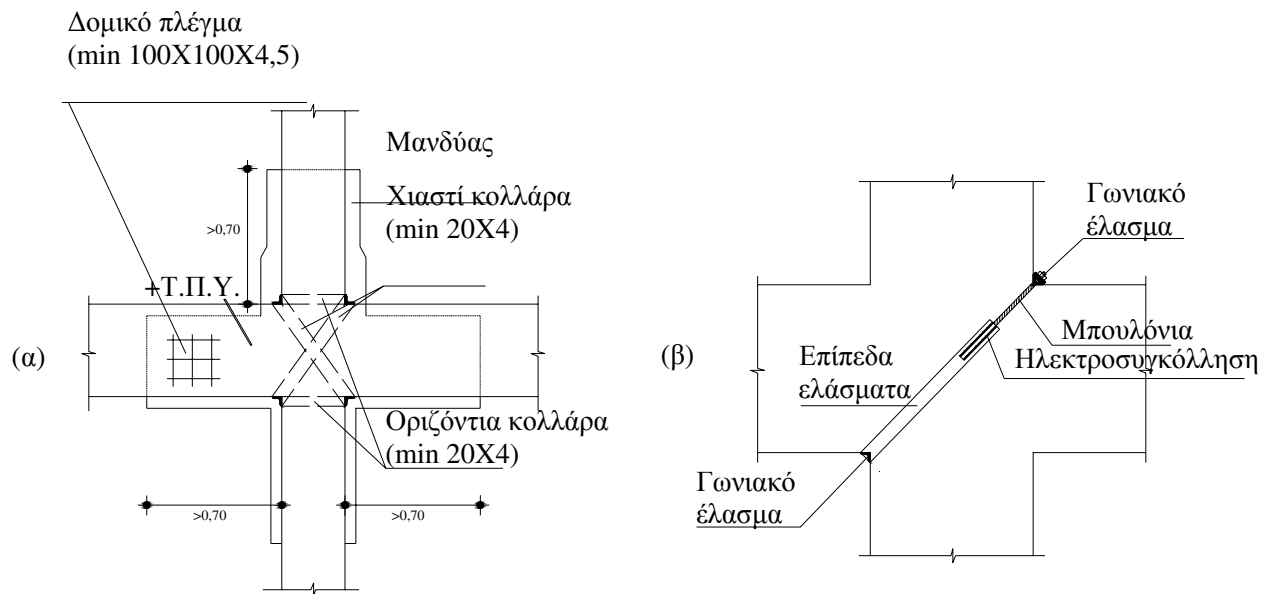 Δομικό πλέγμα
(min 100X100X4,5)
Μανδύας
Χιαστί κολλάρα
(min 20X4)
>0,70
+Τ.Π.Υ.
(α)
Οριζόντια κολλάρα
(min 20X4)
>0,70
>0,70
Γωνιακό
έλασμα
Μπουλόνια
Ηλεκτροσυγκόλληση
(β)
Επίπεδα
ελάσματα
Γωνιακό
έλασμα